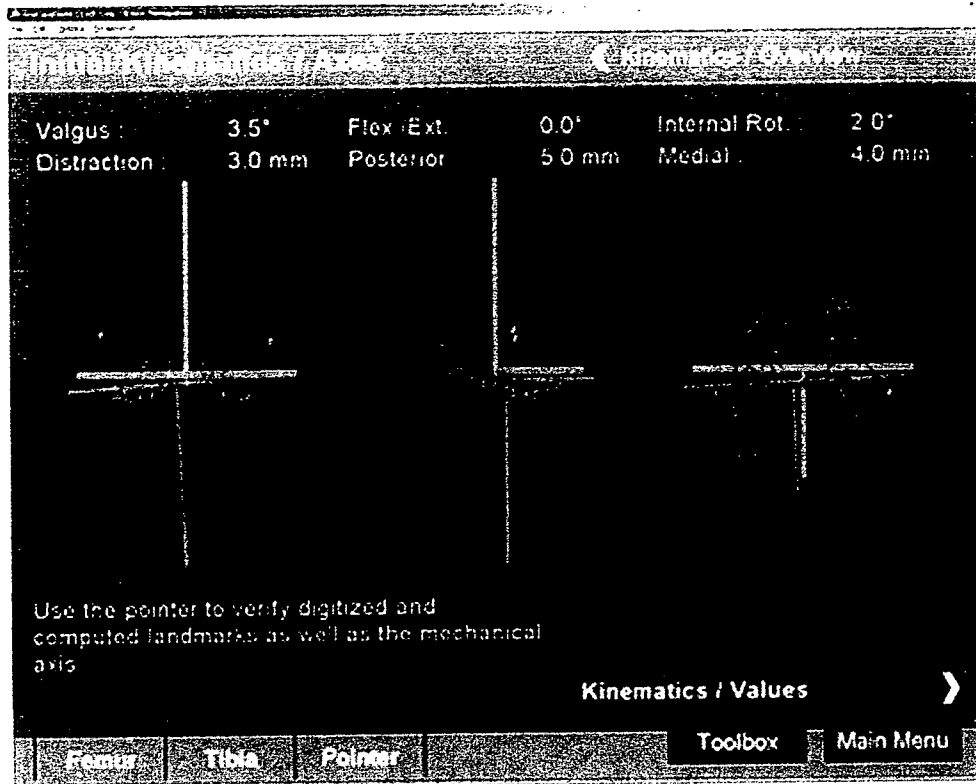 Initial Kinematics / Axes
Kinematics / Overview
Valgus : 3.5° Flex /Ext. 0.0° Internal Rot. : 2.0°
Distraction : 3.0 mm Posterior 5.0 mm Medial : 4.0 mm
Use the pointer to verify digitized and
computed landmarks as well as the mechanical
axis
Kinematics / Values
Femur Tibia Pointer Toolbox Main Menu